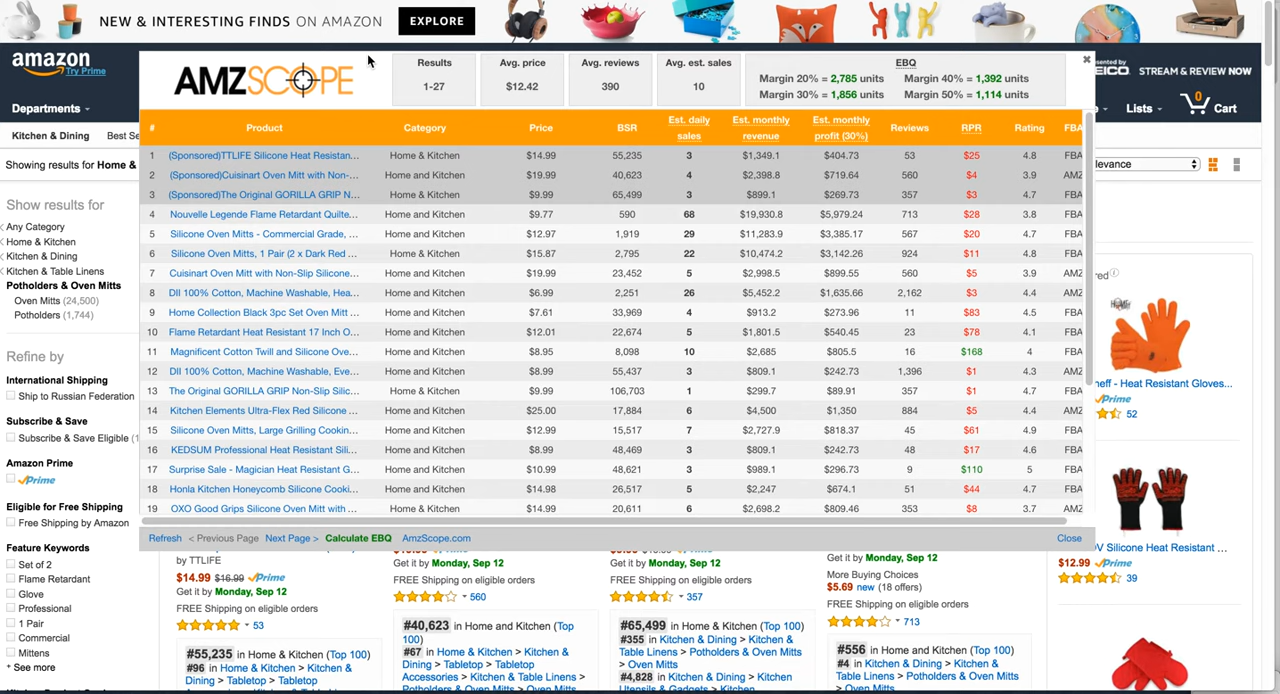 NEW & INTERESTING FINDS ON AMAZON EXPLORE
amazon
Try Prime
STREAM & REVIEW NOW
Departments
Lists
0
Cart
Kitchen & Dining
Showing results for Home &
AMZSCOPE
Results
1-27
Avg. price
$12.42
Avg. reviews
390
Avg. est. sales
10
EBQ
Margin 20% = 2,785 units Margin 40% = 1,392 units
Margin 30% = 1,856 units Margin 50% = 1,114 units
# Product Category Price BSR Est. daily sales Est. monthly revenue Est. monthly profit (30%) Reviews RPR Rating FBA
1 (Sponsored)TTLIFE Silicone Heat Resistan... Home & Kitchen $14.99 55,235 3 $1,349.1 $404.73 53 $25 4.8 FBA
2 (Sponsored)Cuisinart Oven Mitt with Non-... Home & Kitchen $19.99 40,623 4 $2,398.8 $719.64 560 $4 3.9 AMZ
3 (Sponsored)The Original GORILLA GRIP N... Home & Kitchen $9.99 65,499 3 $899.1 $269.73 357 $3 4.7 FBA
4 Nouvelle Legende Flame Retardant Quilte... Home and Kitchen $9.77 590 68 $19,930.8 $5,979.24 713 $28 3.8 FBA
5 Silicone Oven Mitts - Commercial Grade, ... Home and Kitchen $12.97 1,919 29 $11,283.9 $3,385.17 567 $20 4.7 FBA
6 Silicone Oven Mitts, 1 Pair (2 x Dark Red ... Home and Kitchen $15.87 2,795 22 $10,474.2 $3,142.26 924 $11 4.8 FBA
7 Cuisinart Oven Mitt with Non-Slip Silicone... Home and Kitchen $19.99 23,452 5 $2,998.5 $899.55 560 $5 3.9 AMZ
8 DII 100% Cotton, Machine Washable, Hea... Home and Kitchen $6.99 2,251 26 $5,452.2 $1,635.66 2,162 $3 4.4 AMZ
9 Home Collection Black 3pc Set Oven Mitt ... Home and Kitchen $7.61 33,969 4 $913.2 $273.96 11 $83 4.5 FBA
10 Flame Retardant Heat Resistant 17 Inch O... Home and Kitchen $12.01 22,674 5 $1,801.5 $540.45 23 $78 4.1 FBA
11 Magnificent Cotton Twill and Silicone Ove... Home and Kitchen $8.95 8,098 10 $2,685 $805.5 16 $168 4 FBA
12 DII 100% Cotton, Machine Washable, Eve... Home and Kitchen $8.99 55,437 3 $809.1 $242.73 1,396 $1 4.3 AMZ
13 The Original GORILLA GRIP Non-Slip Silic... Home and Kitchen $9.99 106,703 1 $299.7 $89.91 357 $1 4.7 FBA
14 Kitchen Elements Ultra-Flex Red Silicone ... Home and Kitchen $25.00 17,884 6 $4,500 $1,350 884 $5 4.4 AMZ
15 Silicone Oven Mitts, Large Grilling Cookin... Home and Kitchen $12.99 15,517 7 $2,727.9 $818.37 45 $61 4.9 FBA
16 KEDSUM Professional Heat Resistant Sili... Home and Kitchen $8.99 48,469 3 $809.1 $242.73 48 $17 4.6 FBA
17 Surprise Sale - Magician Heat Resistant G... Home and Kitchen $10.99 48,621 3 $989.1 $296.73 9 $110 5 FBA
18 Honla Kitchen Honeycomb Silicone Cooki... Home and Kitchen $14.98 26,517 5 $2,247 $674.1 51 $44 4.7 FBA
19 OXO Good Grips Silicone Oven Mitt with ... Home and Kitchen $14.99 20,611 6 $2,698.2 $809.46 353 $8 3.7 AMZ
Refresh < Previous Page Next Page > Calculate EBQ AmzScope.com Close
Show results for
Any Category
Home & Kitchen
Kitchen & Dining
Kitchen & Table Linens
Potholders & Oven Mitts
Oven Mitts (24,500)
Potholders (1,744)
Refine by
International Shipping
Ship to Russian Federation
Subscribe & Save
Subscribe & Save Eligible
Amazon Prime
Prime
Eligible for Free Shipping
Free Shipping by Amazon
Feature Keywords
Set of 2
Flame Retardant
Glove
Professional
1 Pair
Commercial
Mittens
+ See more
by TTLIFE
$14.99 $16.99 Prime
Get it by Monday, Sep 12
FREE Shipping on eligible orders
53
#55,235 in Home & Kitchen (Top 100)
#96 in Home & Kitchen > Kitchen &
Dining > Tabletop > Tabletop
Get it by Monday, Sep 12
FREE Shipping on eligible orders
560
#40,623 in Home and Kitchen (Top
100)
#67 in Home & Kitchen > Kitchen &
Dining > Tabletop > Tabletop
Accessories > Kitchen & Table Linens >
Potholders & Oven Mitts > Oven Mitts
Get it by Monday, Sep 12
FREE Shipping on eligible orders
357
#65,499 in Home & Kitchen (Top 100)
#355 in Kitchen & Dining > Kitchen &
Table Linens > Potholders & Oven Mitts
> Oven Mitts
#4,828 in Home & Kitchen > Kitchen
Get it by Monday, Sep 12
More Buying Choices
$5.69 new (18 offers)
FREE Shipping on eligible orders
713
#556 in Home and Kitchen (Top 100)
#4 in Kitchen & Dining > Kitchen &
Table Linens > Potholders & Oven Mitts
> Oven Mitts
Heat Resistant Gloves...
Prime
52
Silicone Heat Resistant ...
$12.99 Prime
39